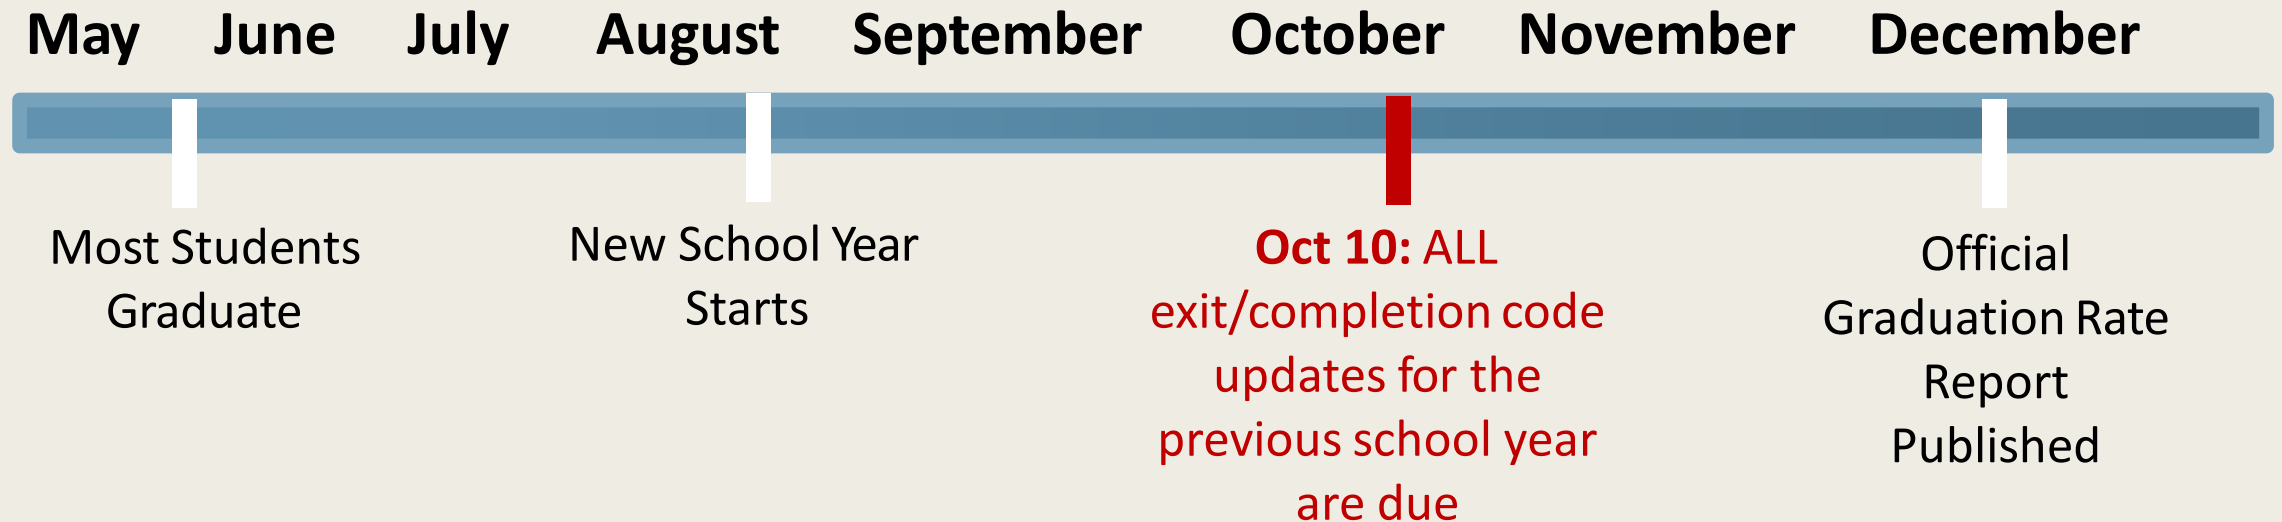 May June July August September October November December
Most Students
Graduate
New School Year
Starts
Oct 10: ALL
exit/completion code
updates for the
previous school year
are due
Official
Graduation Rate
Report
Published